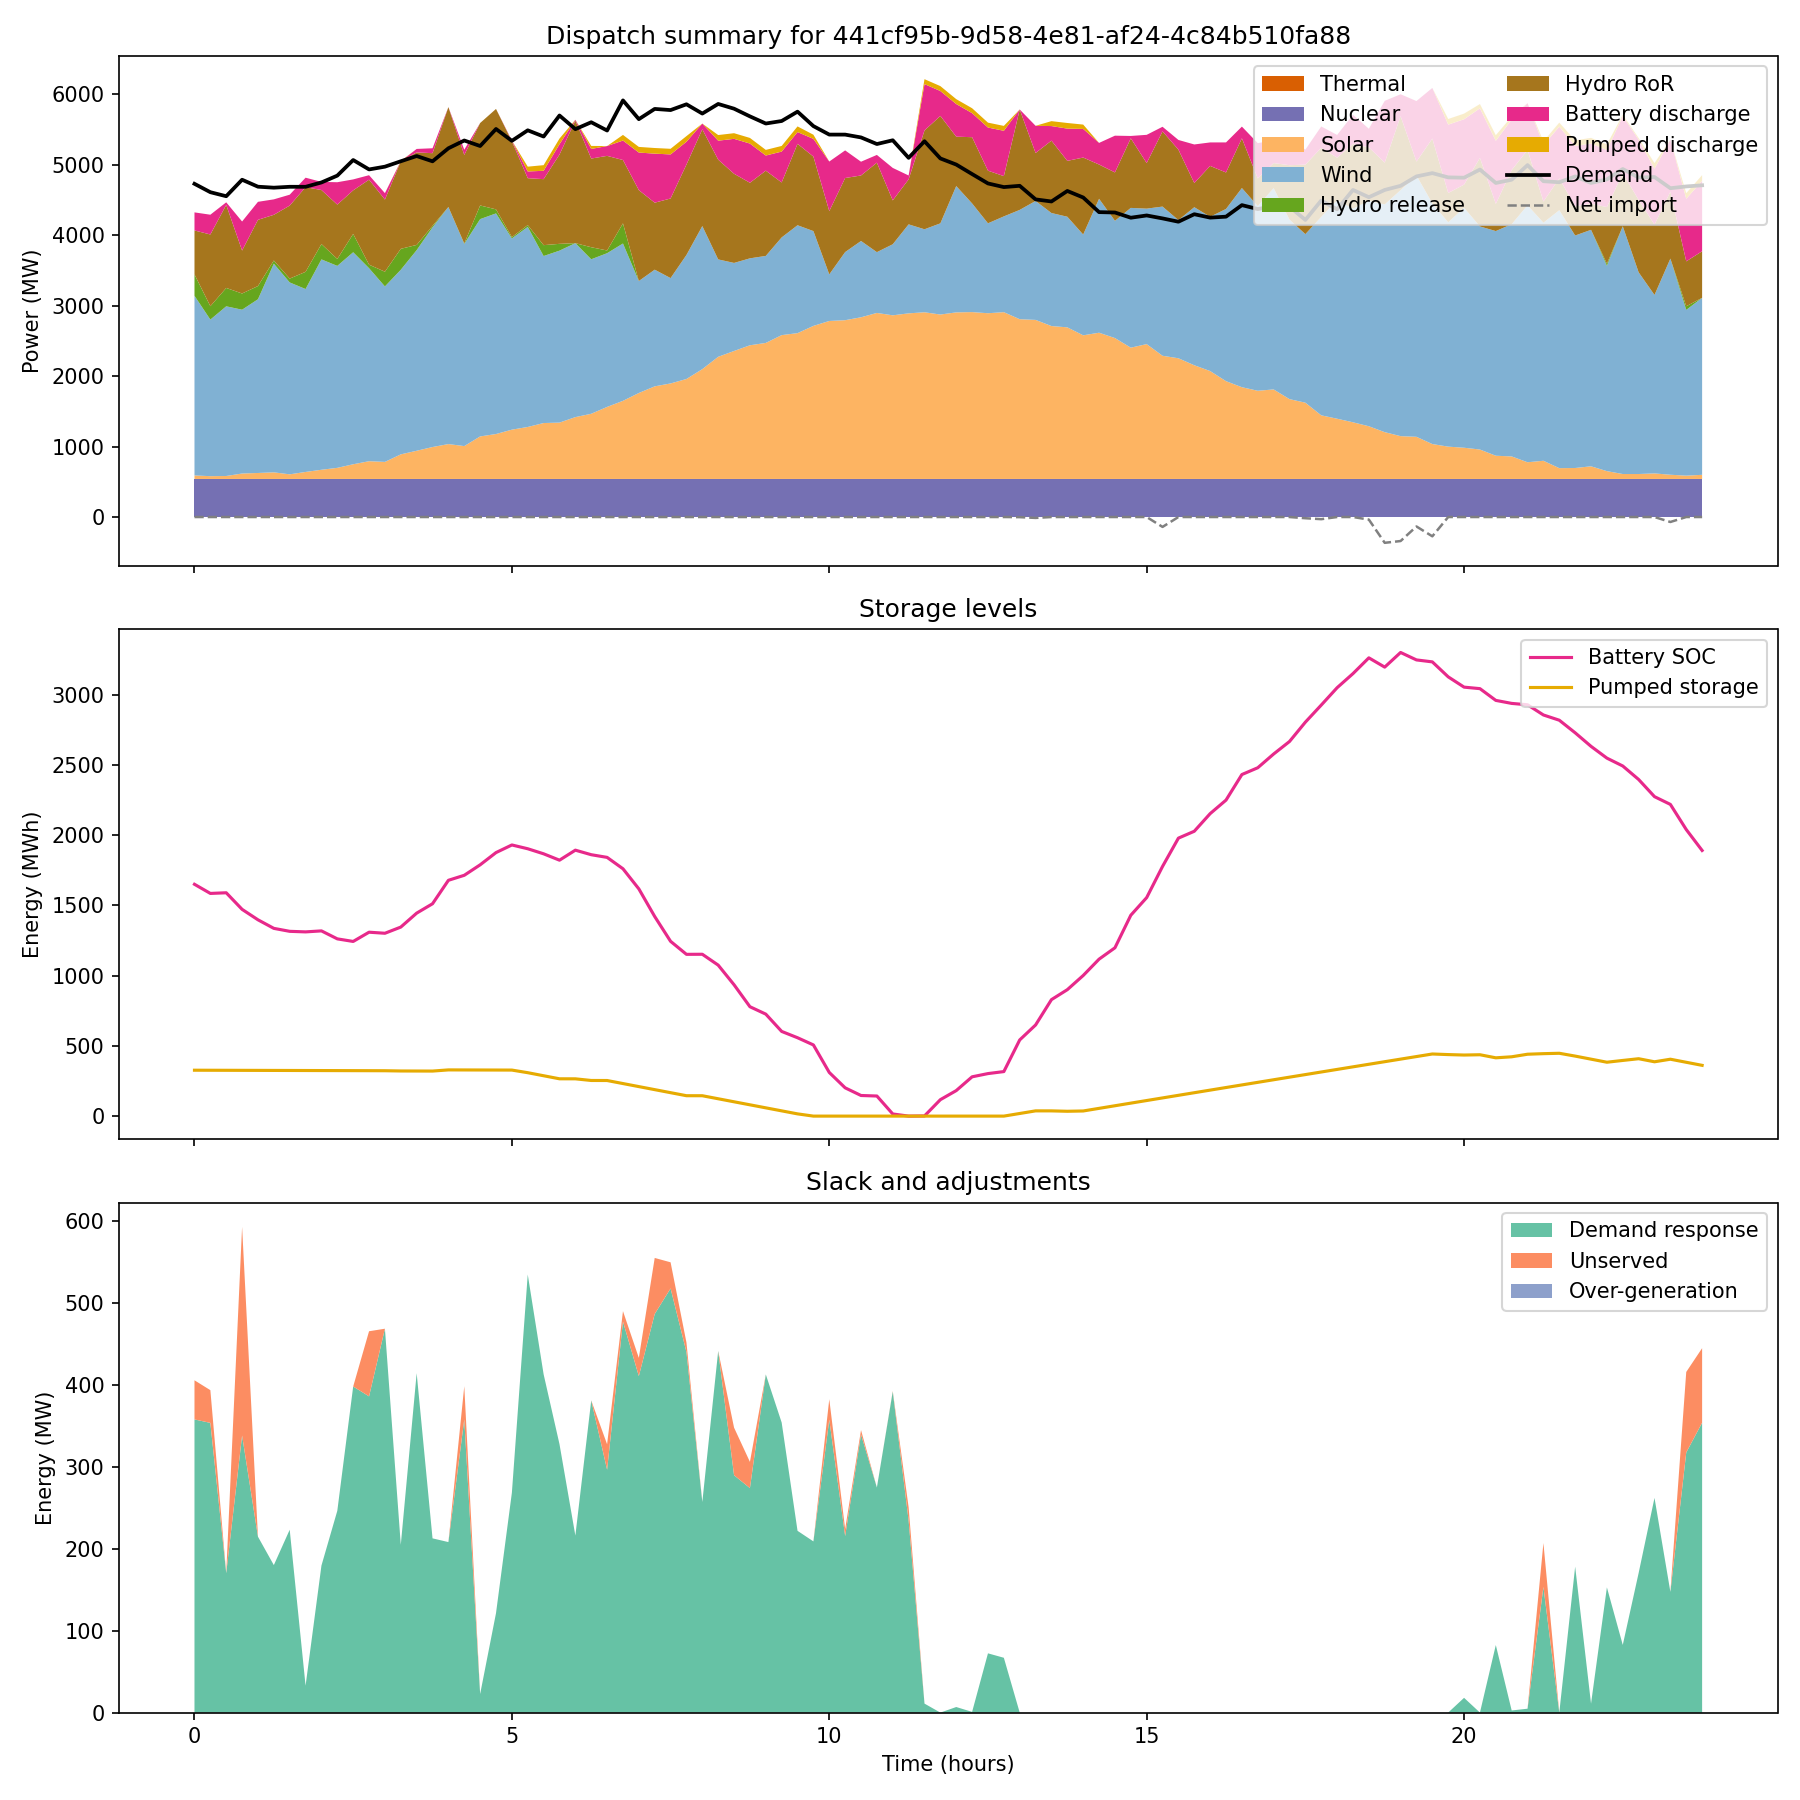 Dispatch summary for 441cf95b-9d58-4e81-af24-4c84b510fa88
Power (MW)
6000
5000
4000
3000
2000
1000
0
Thermal
Nuclear
Solar
Wind
Hydro release
Hydro RoR
Battery discharge
Pumped discharge
Demand
Net import
Storage levels
Energy (MWh)
3000
2500
2000
1500
1000
500
0
Battery SOC
Pumped storage
Slack and adjustments
Energy (MW)
600
500
400
300
200
100
0
Demand response
Unserved
Over-generation
0
5
10
15
20
Time (hours)